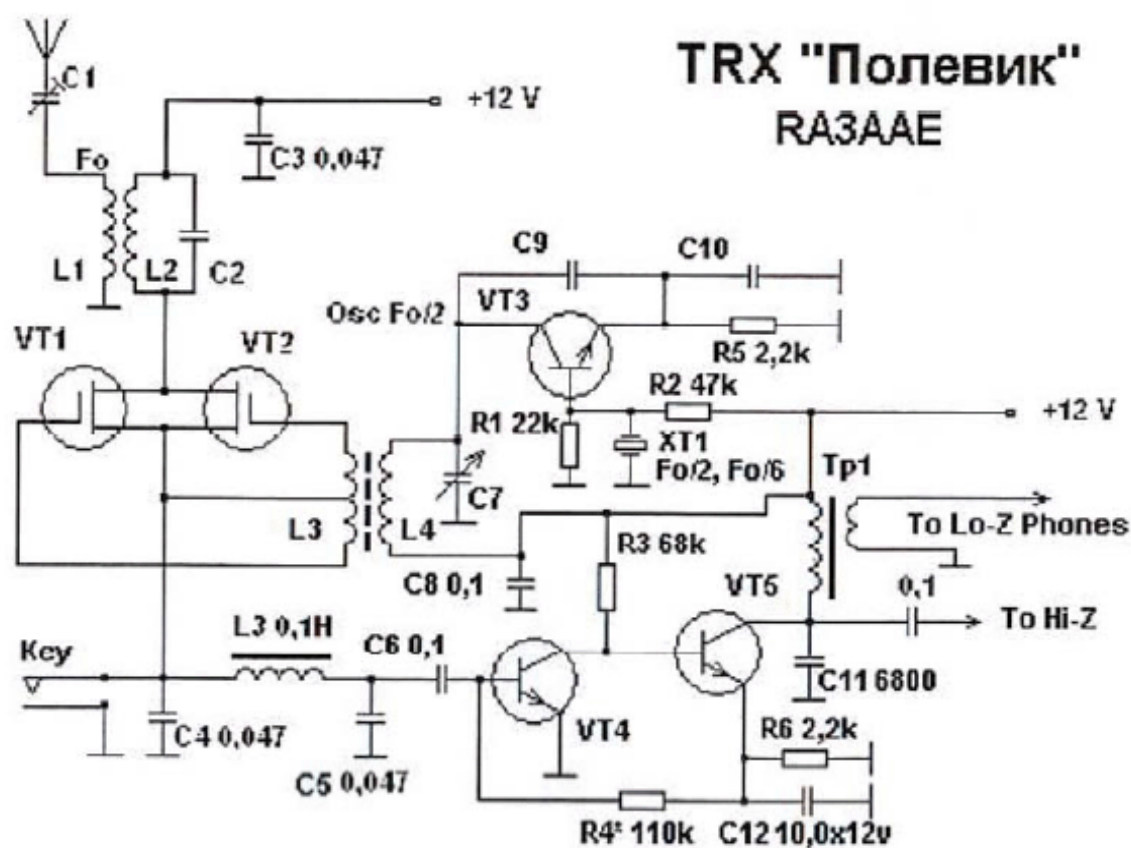 TRX "Полевик"
RA3AAE
C1
+12 V
C3 0,047
Fo
L1
L2
C2
C9
C10
VT3
Osc Fo/2
VT1
VT2
R5 2,2k
R2 47k
R1 22k
+12 V
XT1
Fo/2, Fo/6
Tp1
C7
L3
L4
To Lo-Z Phones
R3 68k
C8 0,1
VT5
0,1
L3 0,1H
C6 0,1
To Hi-Z
Key
C11 6800
C4 0,047
VT4
R6 2,2k
C5 0,047
R4* 110k
C12 10,0x12v